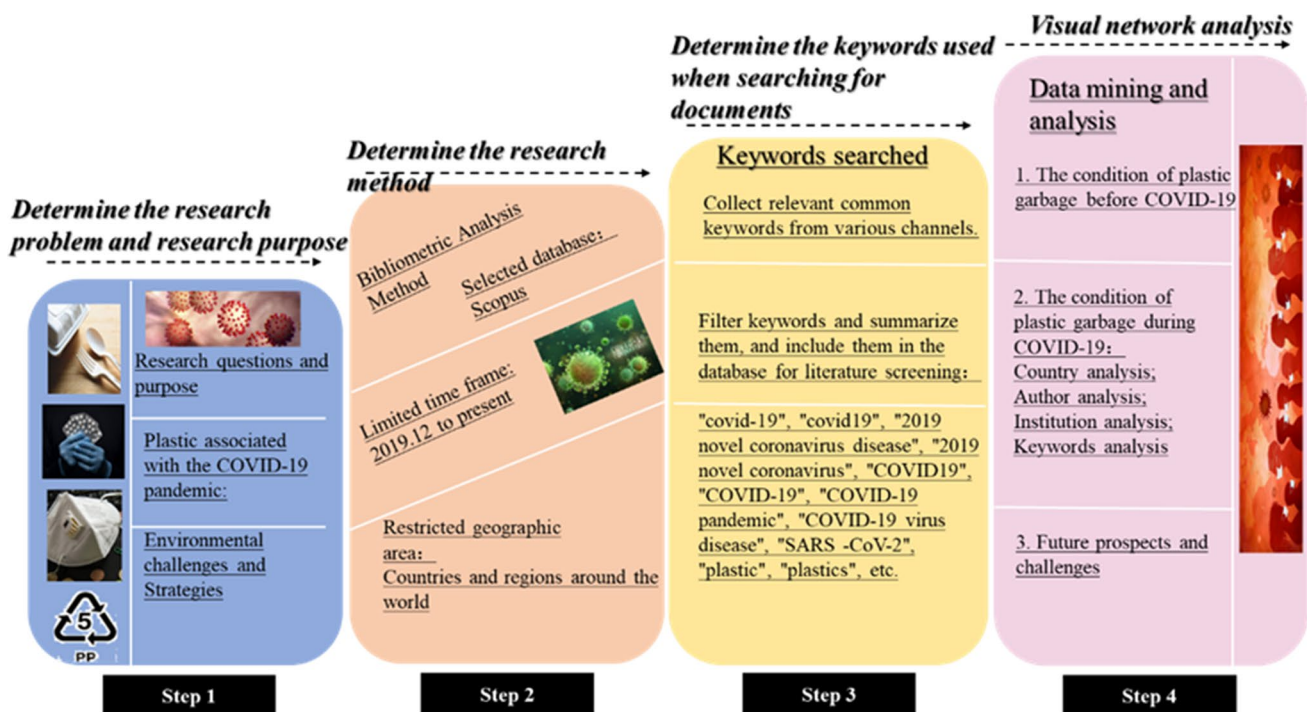 Determine the research
problem and research purpose
Research questions and
purpose
Plastic associated
with the COVID-19
pandemic:
Environmental
challenges and
Strategies
5
PP
Step 1
Determine the research
method
Bibliometric Analysis
Method
Selected database:
Scopus
Limited time frame:
2019.12 to present
Restricted geographic
area:
Countries and regions around the
world
Step 2
Determine the keywords used
when searching for
documents
Keywords searched
Collect relevant common
keywords from various channels.
Filter keywords and summarize
them, and include them in the
database for literature screening:
"covid-19", "covid19", "2019
novel coronavirus disease", "2019
novel coronavirus", "COVID19",
"COVID-19", "COVID-19
pandemic", "COVID-19 virus
disease", "SARS -CoV-2",
"plastic", "plastics", etc.
Step 3
Visual network analysis
Data mining and
analysis
1. The condition of plastic
garbage before COVID-19
2. The condition of
plastic garbage during
COVID-19:
Country analysis;
Author analysis;
Institution analysis;
Keywords analysis
3. Future prospects and
challenges
Step 4